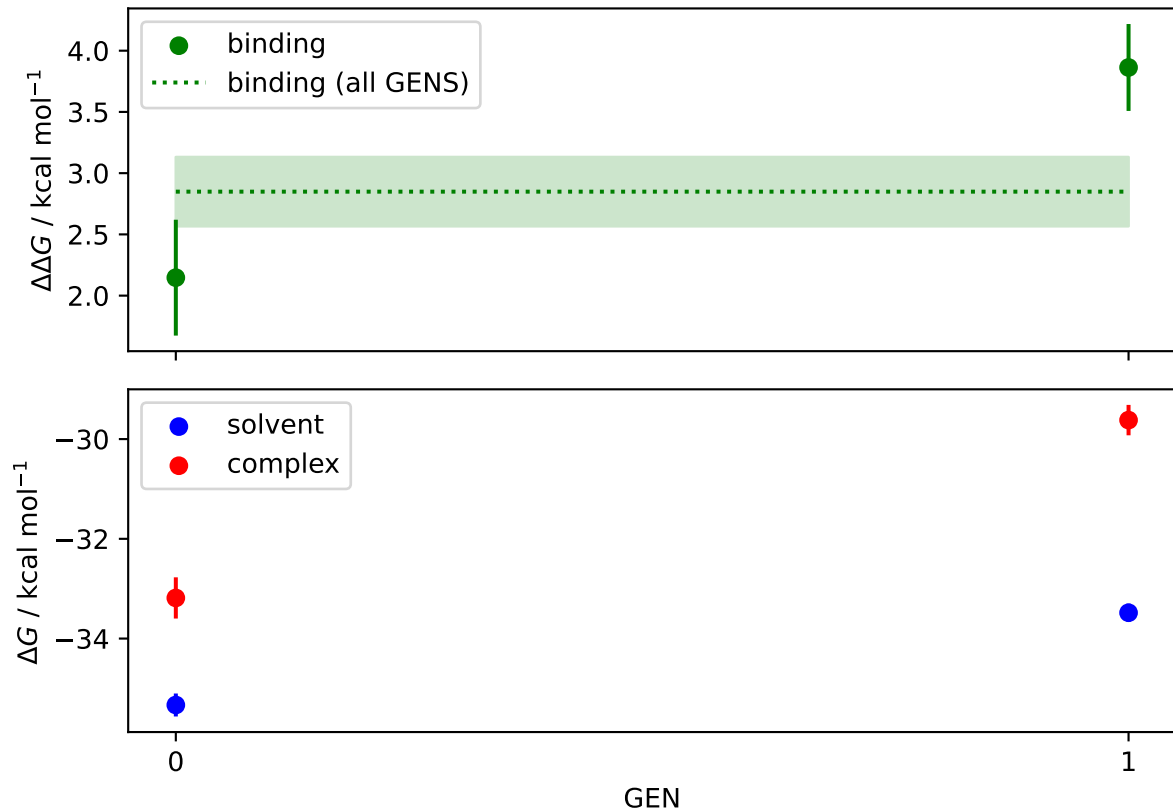 binding
binding (all GENS)
4.0
3.5
3.0
2.5
2.0
ΔΔG / kcal mol⁻¹
solvent
complex
−30
−32
−34
ΔG / kcal mol⁻¹
0 1
GEN